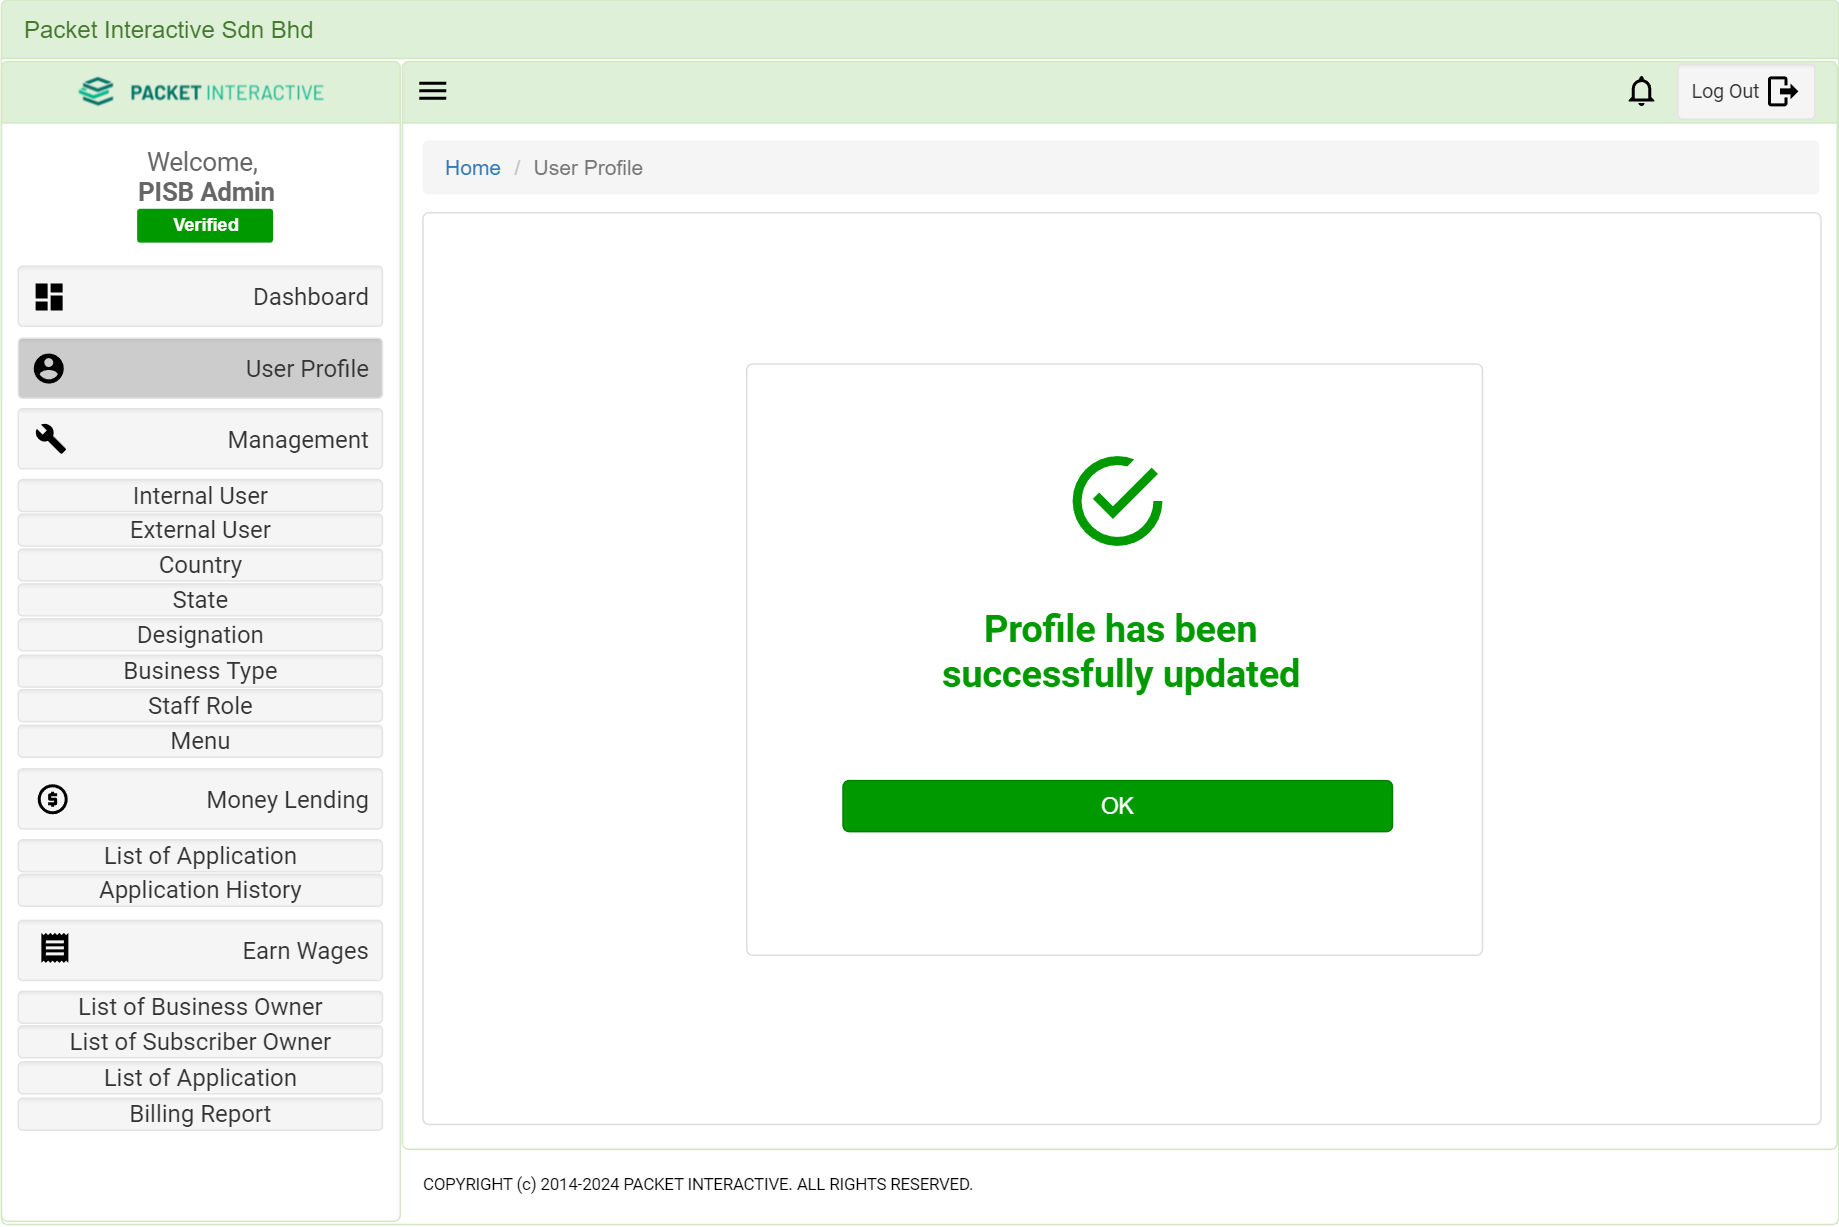 Packet Interactive Sdn Bhd
PACKET INTERACTIVE
Log Out
Welcome,
PISB Admin
Verified
Dashboard
User Profile
Management
Internal User
External User
Country
State
Designation
Business Type
Staff Role
Menu
Money Lending
List of Application
Application History
Earn Wages
List of Business Owner
List of Subscriber Owner
List of Application
Billing Report
Home / User Profile
Profile has been
successfully updated
OK
COPYRIGHT (c) 2014-2024 PACKET INTERACTIVE. ALL RIGHTS RESERVED.